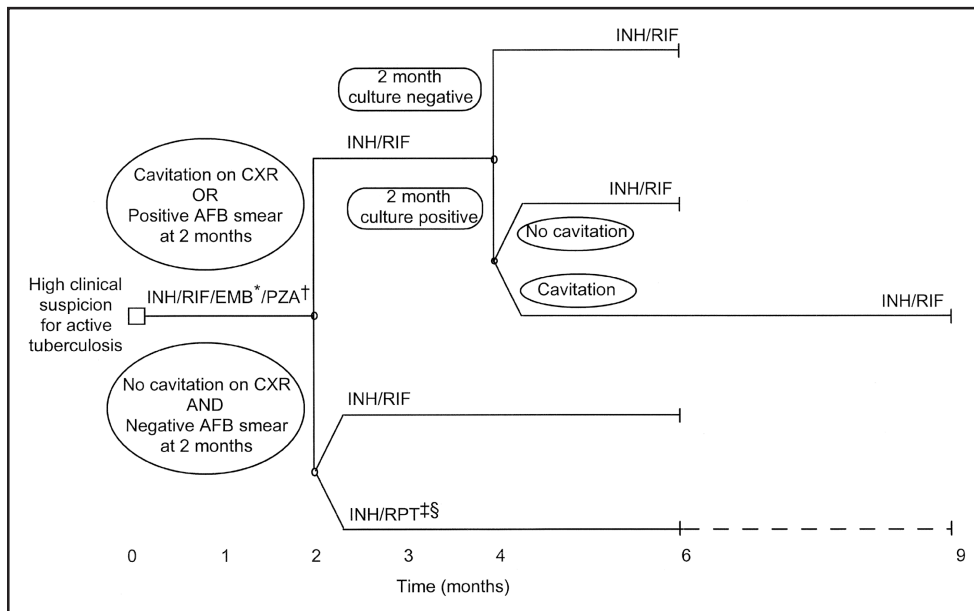 INH/RIF
2 month
culture negative
INH/RIF
Cavitation on CXR
OR
Positive AFB smear
at 2 months
2 month
culture positive
INH/RIF
No cavitation
High clinical
suspicion
for active
tuberculosis
INH/RIF/EMB*/PZA†
Cavitation
INH/RIF
No cavitation on CXR
AND
Negative AFB smear
at 2 months
INH/RIF
INH/RPT‡§
0 1 2 3 4 6 9
Time (months)